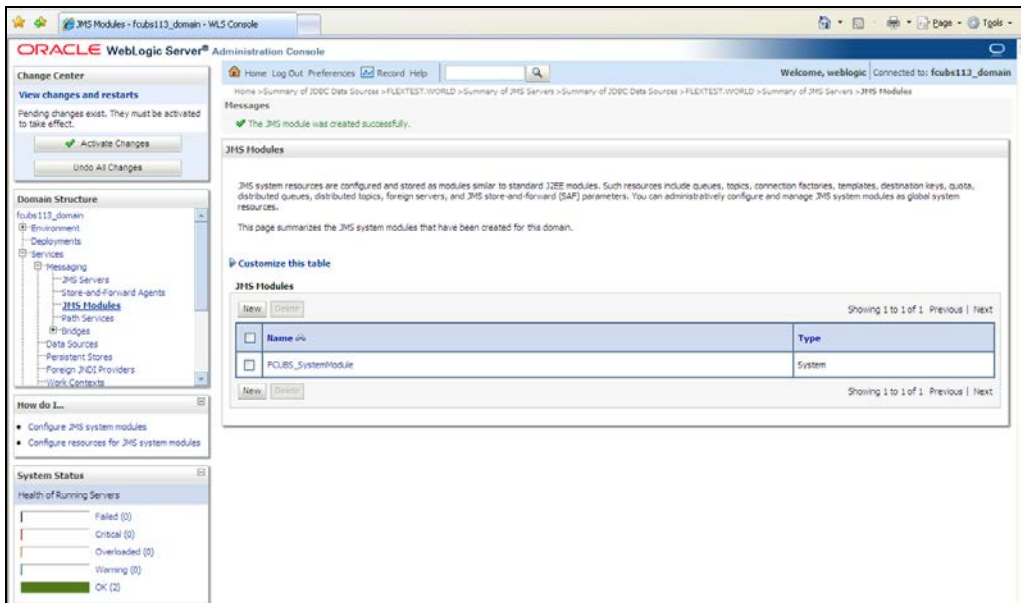 JMS Modules - fcubs113_domain - WLS Console
Page
Tools
ORACLE WebLogic Server® Administration Console
Change Center
View changes and restarts
Pending changes exist. They must be activated
to take effect.
Activate Changes
Undo All Changes
Domain Structure
fcubs113_domain
Environment
Deployments
Services
Messaging
JMS Servers
Store-and-Forward Agents
JMS Modules
Path Services
Bridges
Data Sources
Persistent Stores
Foreign JNDI Providers
Work Contexts
How do I...
Configure JMS system modules
Configure resources for JMS system modules
System Status
Health of Running Servers
Failed (0)
Critical (0)
Overloaded (0)
Warning (0)
OK (2)
Home Log Out Preferences Record Help
Welcome, weblogic Connected to: fcubs113_domain
Home >Summary of JDBC Data Sources >FLEXTEST.WORLD >Summary of JMS Servers >Summary of JDBC Data Sources >FLEXTEST.WORLD >Summary of JMS Servers >JMS Modules
Messages
The JMS module was created successfully.
JMS Modules
JMS system resources are configured and stored as modules similar to standard J2EE modules. Such resources include queues, topics, connection factories, templates, destination keys, quota,
distributed queues, distributed topics, foreign servers, and JMS store-and-forward (SAF) parameters. You can administratively configure and manage JMS system modules as global system
resources.
This page summarizes the JMS system modules that have been created for this domain.
Customize this table
JMS Modules
New Delete Showing 1 to 1 of 1 Previous | Next
Name Type
FCUBS_SystemModule System
New Delete Showing 1 to 1 of 1 Previous | Next